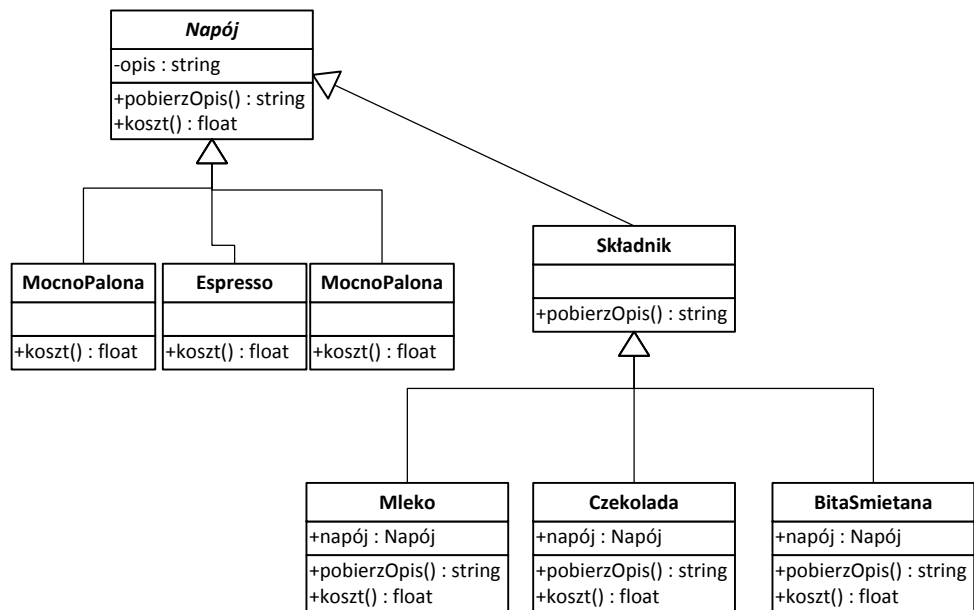 Napój
-opis : string
+pobierzOpis() : string
+koszt() : float
MocnoPalona
+koszt() : float
Espresso
+koszt() : float
MocnoPalona
+koszt() : float
Składnik
+pobierzOpis() : string
Mleko
+napój : Napój
+pobierzOpis() : string
+koszt() : float
Czekolada
+napój : Napój
+pobierzOpis() : string
+koszt() : float
BitaSmietana
+napój : Napój
+pobierzOpis() : string
+koszt() : float